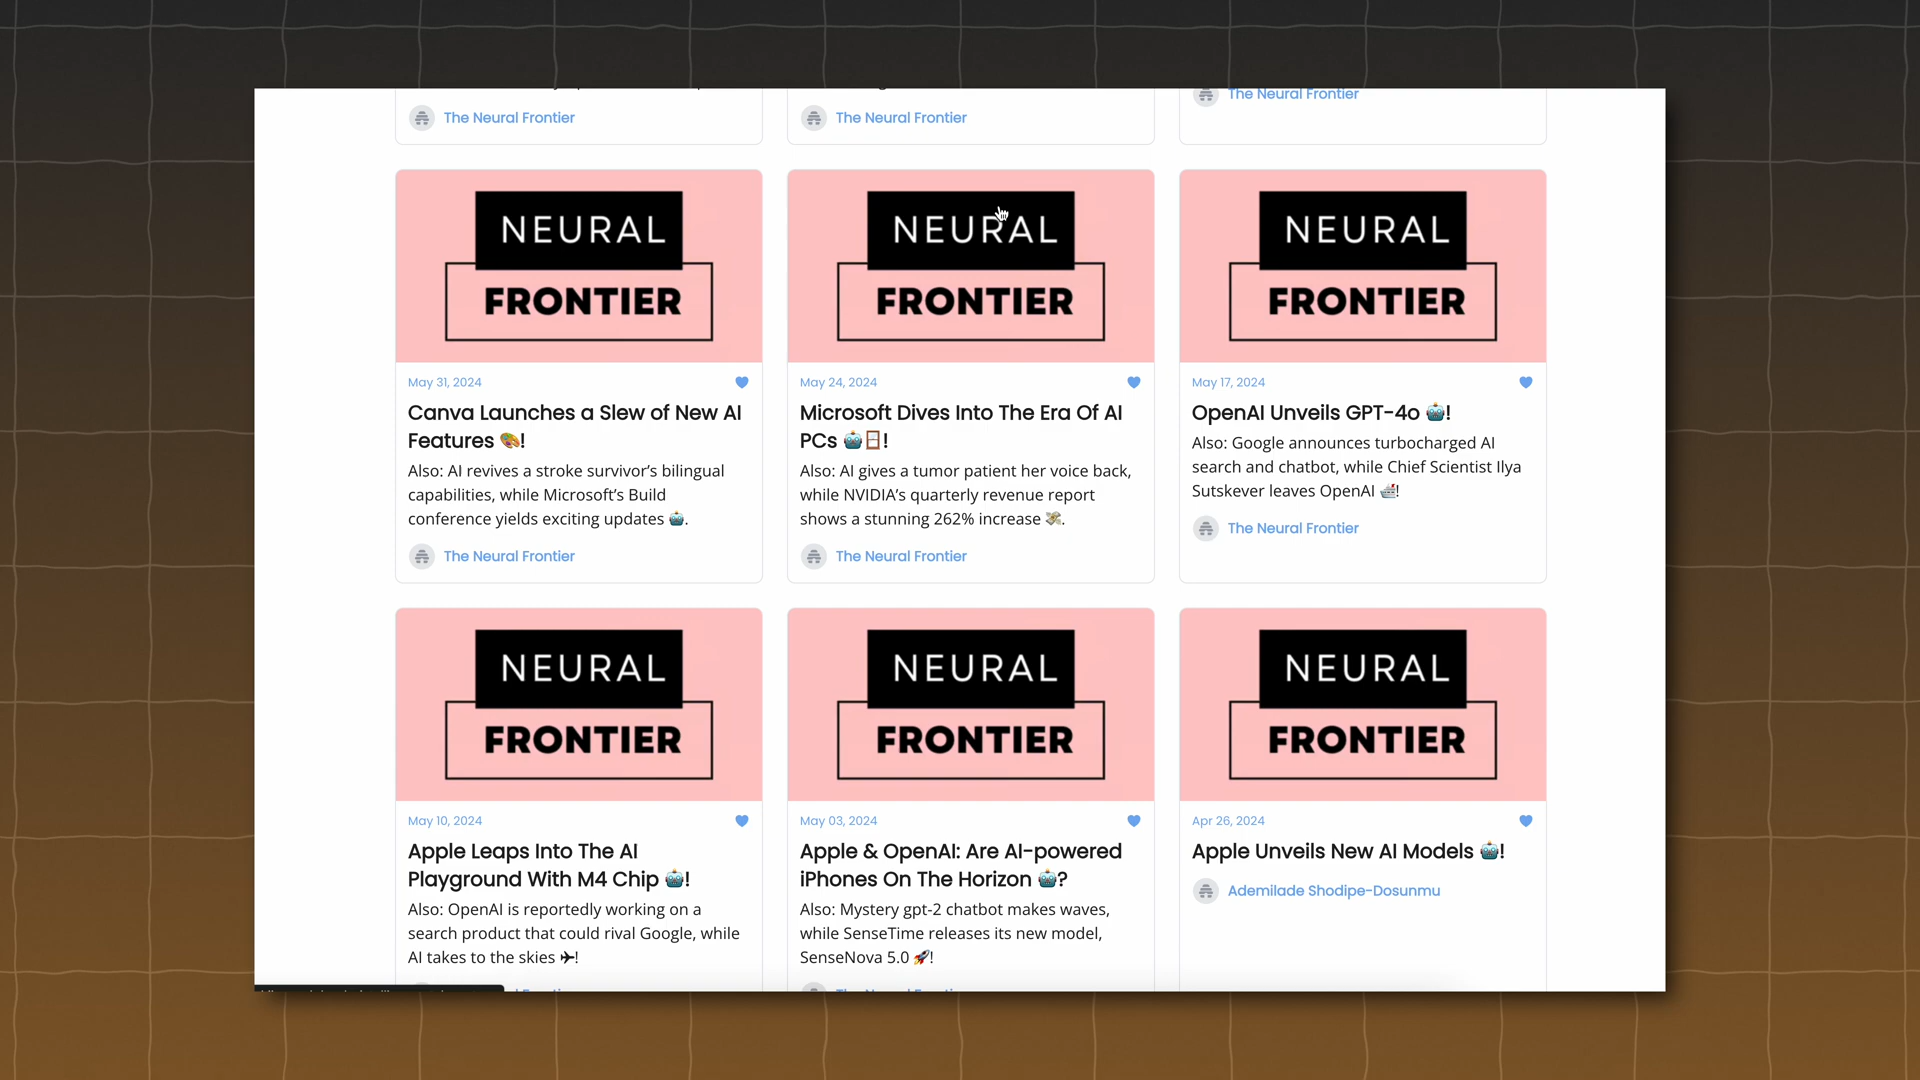 The Neural Frontier
The Neural Frontier
The Neural Frontier
NEURAL
FRONTIER
May 31, 2024
Canva Launches a Slew of New AI
Features 🎨!
Also: AI revives a stroke survivor’s bilingual
capabilities, while Microsoft’s Build
conference yields exciting updates 🤖.
The Neural Frontier
NEURAL
FRONTIER
May 24, 2024
Microsoft Dives Into The Era Of AI
PCs 🤖🪟!
Also: AI gives a tumor patient her voice back,
while NVIDIA’s quarterly revenue report
shows a stunning 262% increase 💸.
The Neural Frontier
NEURAL
FRONTIER
May 17, 2024
OpenAI Unveils GPT-4o 🤖!
Also: Google announces turbocharged AI
search and chatbot, while Chief Scientist Ilya
Sutskever leaves OpenAI 🚢!
The Neural Frontier
NEURAL
FRONTIER
May 10, 2024
Apple Leaps Into The AI
Playground With M4 Chip 🤖!
Also: OpenAI is reportedly working on a
search product that could rival Google, while
AI takes to the skies ✈!
NEURAL
FRONTIER
May 03, 2024
Apple & OpenAI: Are AI-powered
iPhones On The Horizon 🤖?
Also: Mystery gpt-2 chatbot makes waves,
while SenseTime releases its new model,
SenseNova 5.0 🚀!
NEURAL
FRONTIER
Apr 26, 2024
Apple Unveils New AI Models 🤖!
Ademilade Shodipe-Dosunmu